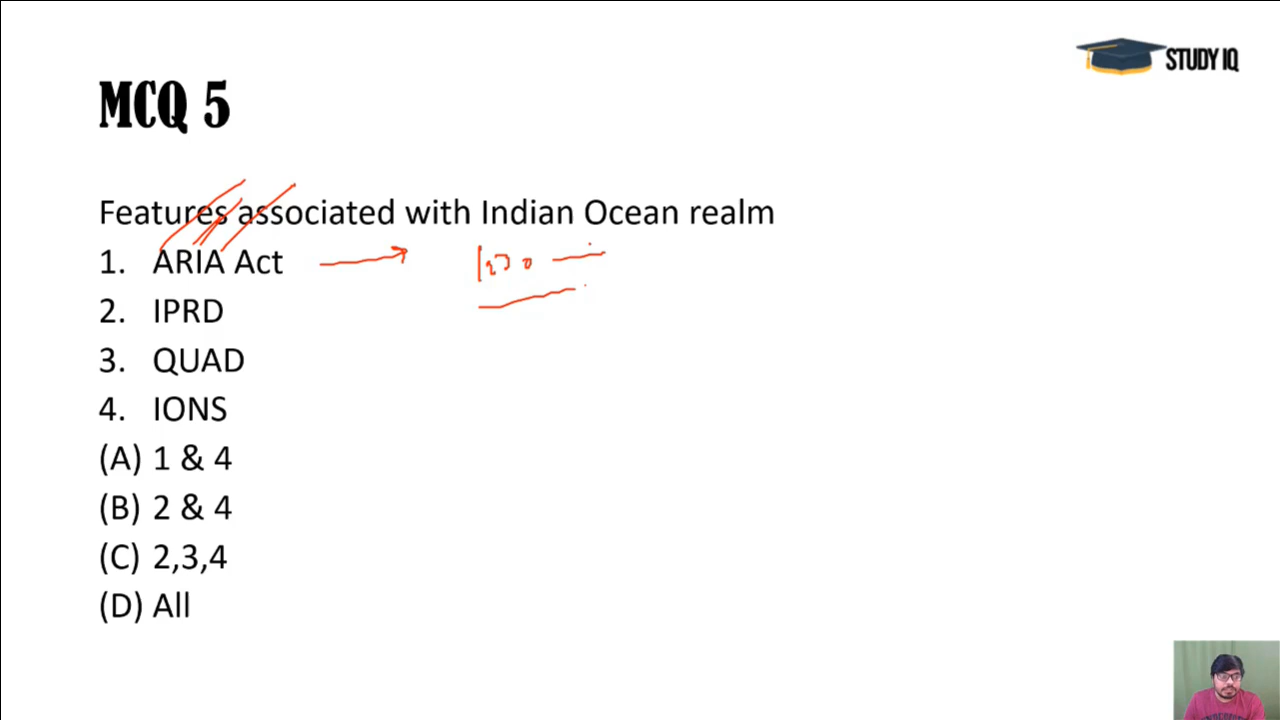 STUDY IQ
MCQ 5
Features associated with Indian Ocean realm
1. ARIA Act
2. IPRD
3. QUAD
4. IONS
(A) 1 & 4
(B) 2 & 4
(C) 2,3,4
(D) All